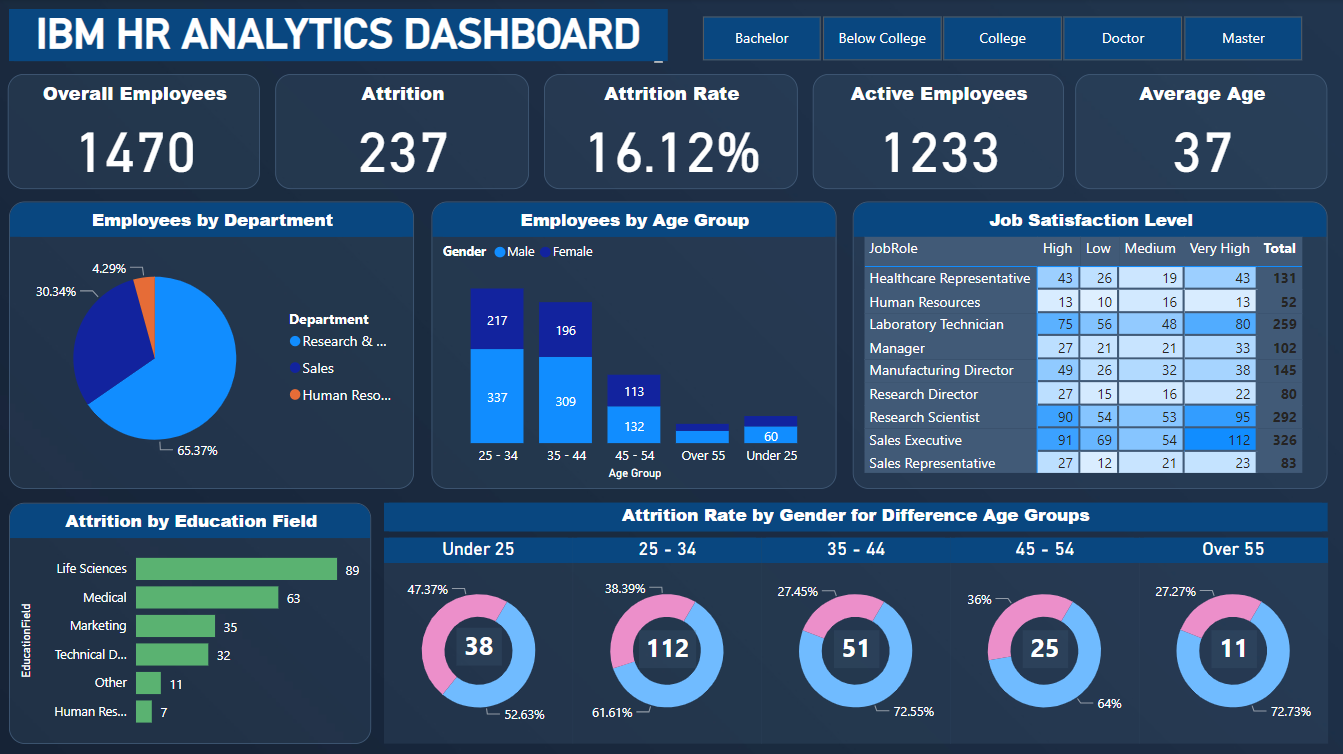 IBM HR ANALYTICS DASHBOARD
Bachelor Below College College Doctor Master
Overall Employees
1470
Attrition
237
Attrition Rate
16.12%
Active Employees
1233
Average Age
37
Employees by Department
4.29%
30.34%
65.37%
Department
Research & ...
Sales
Human Reso...
Employees by Age Group
Gender Male Female
217 196 113
337 309 132 60
25 - 34 35 - 44 45 - 54 Over 55 Under 25
Age Group
Job Satisfaction Level
JobRole High Low Medium Very High Total
Healthcare Representative 43 26 19 43 131
Human Resources 13 10 16 13 52
Laboratory Technician 75 56 48 80 259
Manager 27 21 21 33 102
Manufacturing Director 49 26 32 38 145
Research Director 27 15 16 22 80
Research Scientist 90 54 53 95 292
Sales Executive 91 69 54 112 326
Sales Representative 27 12 21 23 83
Attrition by Education Field
EducationField
Life Sciences 89
Medical 63
Marketing 35
Technical D... 32
Other 11
Human Res... 7
Attrition Rate by Gender for Difference Age Groups
Under 25 25 - 34 35 - 44 45 - 54 Over 55
47.37% 38.39% 27.45% 36% 27.27%
38 112 51 25 11
52.63% 61.61% 72.55% 64% 72.73%